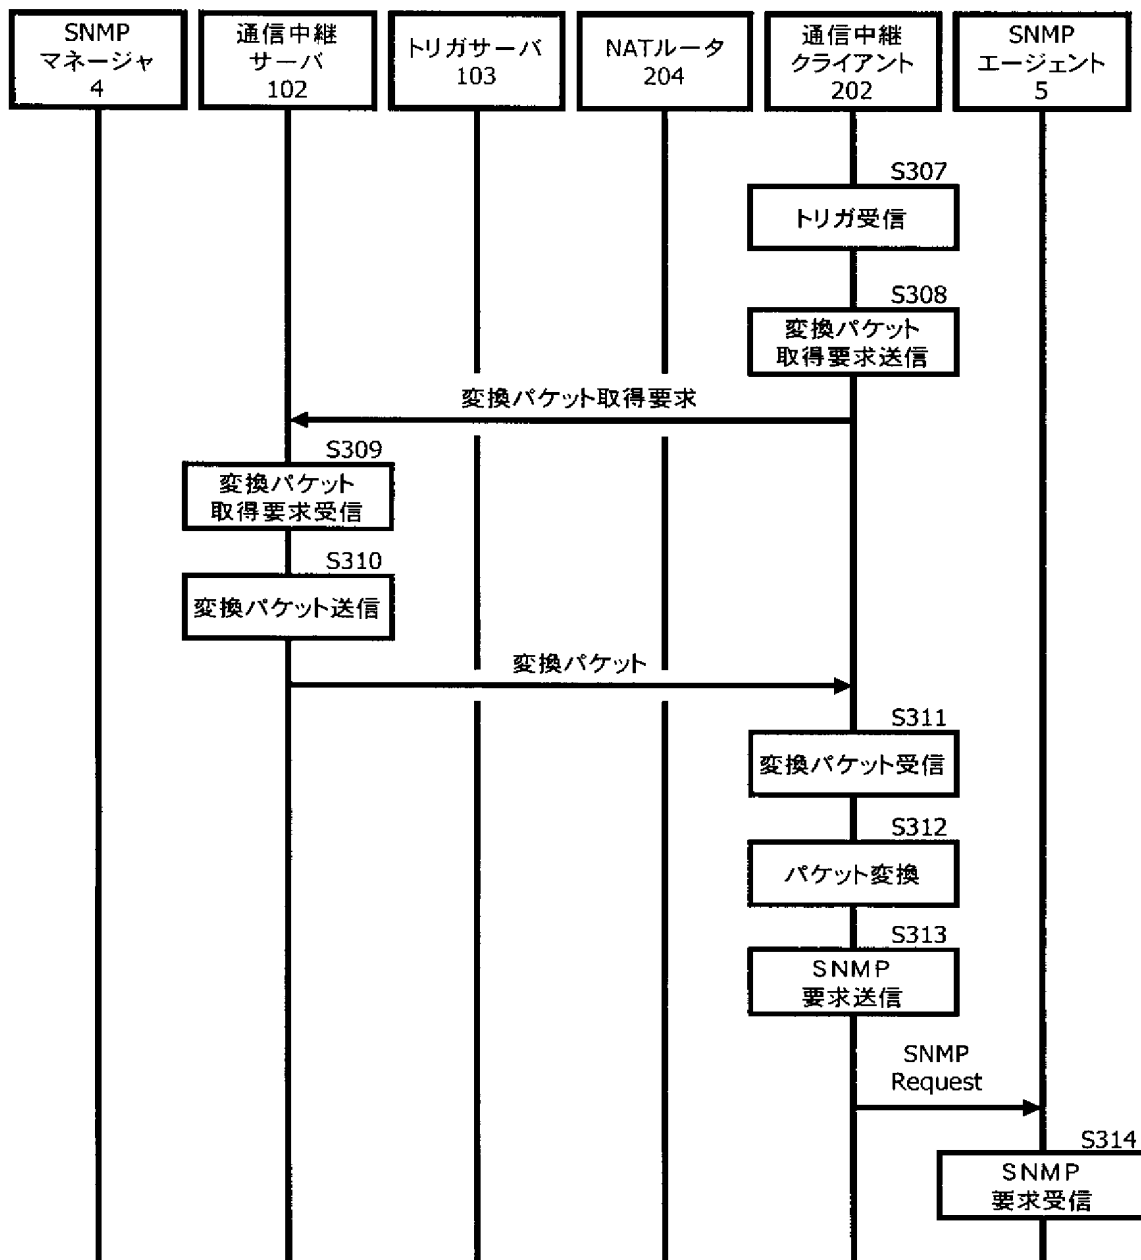 SNMP
マネージャ
4
通信中継
サーバ
102
トリガサーバ
103
NATルータ
204
通信中継
クライアント
202
SNMP
エージェント
5
S307
トリガ受信
S308
変換パケット
取得要求送信
変換パケット取得要求
S309
変換パケット
取得要求受信
S310
変換パケット送信
変換パケット
S311
変換パケット受信
S312
パケット変換
S313
SNMP
要求送信
SNMP
Request
S314
SNMP
要求受信